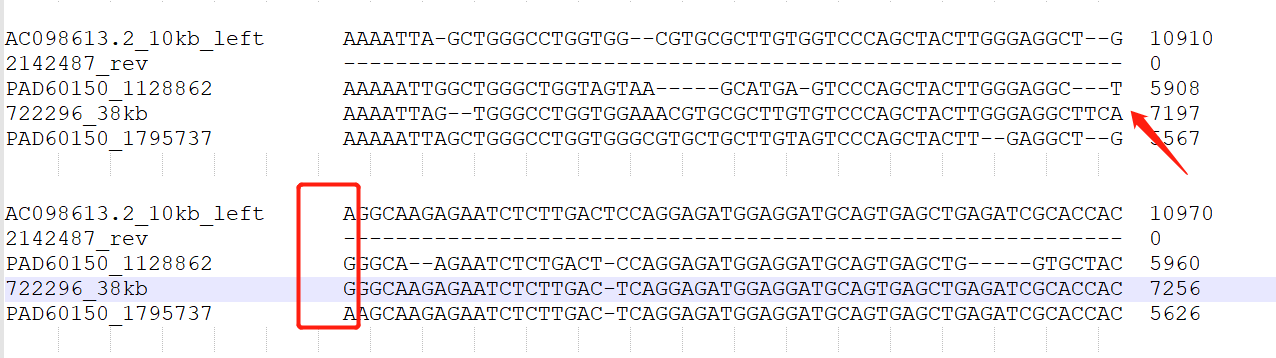 AC098613.2_10kb_left AAAATTA-GCTGGGCCTGGTGG--CGTGCGCTTGTGGTCCCAGCTACTTGGGAGGCT--G 10910
2142487_rev ------------------------------------------------------------ 0
PAD60150_1128862 AAAAATTGGCTGGGCTGGTAGTAA-----GCATGA-GTCCCAGCTACTTGGGAGGC---T 5908
722296_38kb AAAATTAG--TGGGCCTGGTGGAAACGTGCGCTTGTGTCCCAGCTACTTGGGAGGCTTCA 7197
PAD60150_1795737 AAAAATTAGCTGGGCCTGGTGGGCGTGCTGCTTGTAGTCCCAGCTACTT--GAGGCT--G 5567
AC098613.2_10kb_left AGGCAAGAGAATCTCTTGACTCCAGGAGATGGAGGATGCAGTGAGCTGAGATCGCACCAC 10970
2142487_rev ------------------------------------------------------------ 0
PAD60150_1128862 GGGCA--AGAATCTCTGACT-CCAGGAGATGGAGGATGCAGTGAGCTG-----GTGCTAC 5960
722296_38kb GGGCAAGAGAATCTCTTGAC-TCAGGAGATGGAGGATGCAGTGAGCTGAGATCGCACCAC 7256
PAD60150_1795737 AAGCAAGAGAATCTCTTGAC-TCAGGAGATGGAGGATGCAGTGAGCTGAGATCGCACCAC 5626